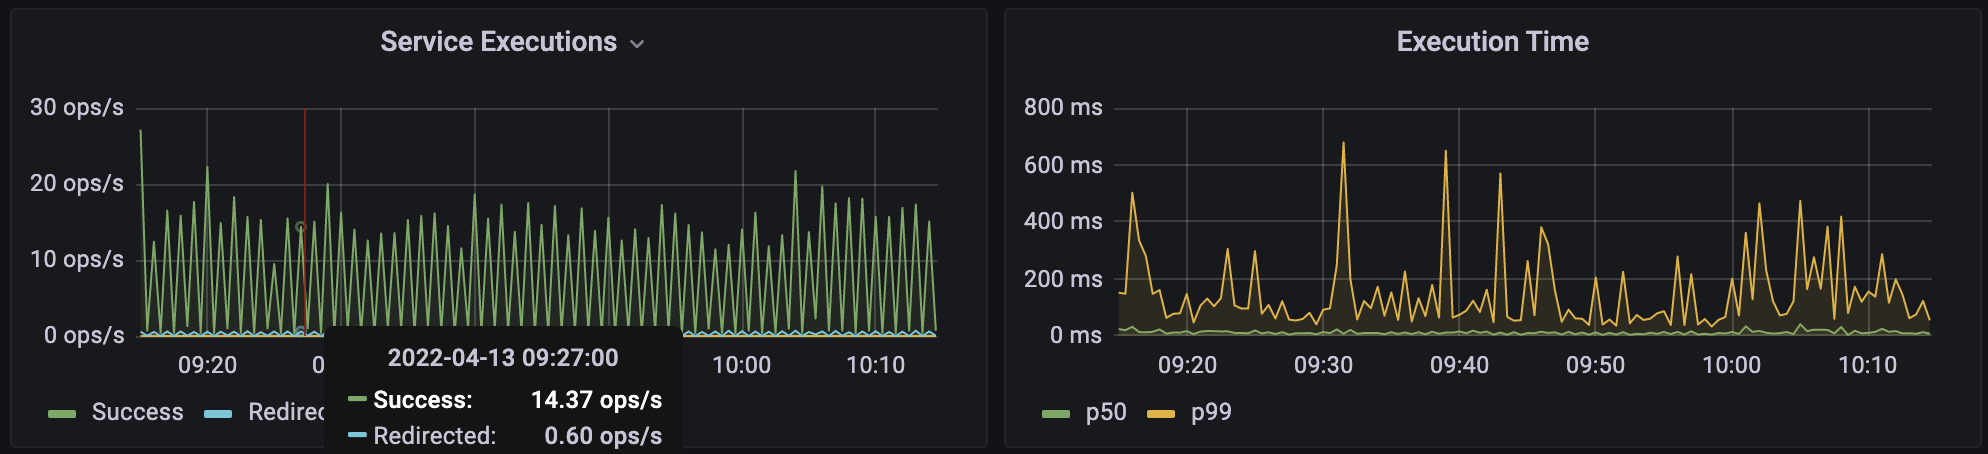 Service Executions
30 ops/s
20 ops/s
10 ops/s
0 ops/s
09:20
10:00
10:10
Success
2022-04-13 09:27:00
Success: 14.37 ops/s
Redirected: 0.60 ops/s
Execution Time
800 ms
600 ms
400 ms
200 ms
0 ms
09:20 09:30 09:40 09:50 10:00 10:10
p50 p99